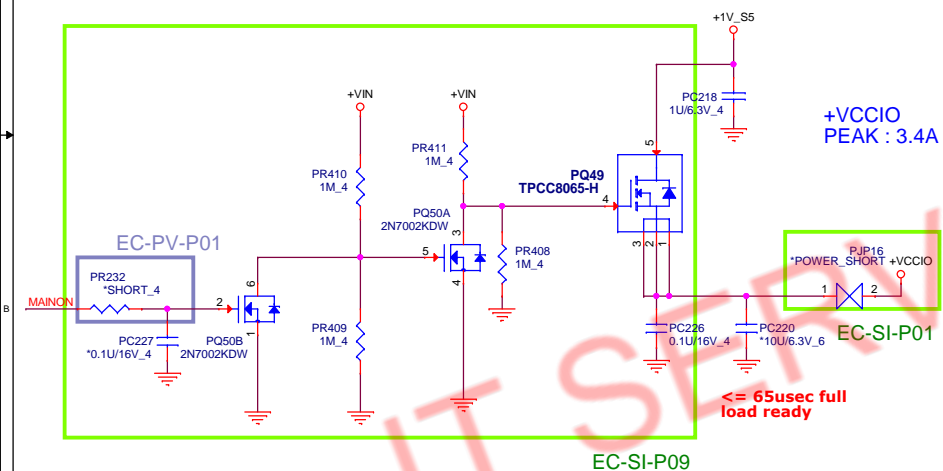 +1V_S5
+VIN
+VIN
PC218
1U/6.3V_4
+VCCIO
PEAK : 3.4A
PR411
1M_4
PR410
1M_4
5
PQ49
TPCC8065-H
4
3
2
1
PQ50A
2N7002KDW
3
5
4
PR408
1M_4
EC-PV-P01
PR232
*SHORT_4
MAINON
2
6
1
PC227
*0.1U/16V_4
PQ50B
2N7002KDW
PR409
1M_4
PJP16
*POWER_SHORT
+VCCIO
1
2
EC-SI-P01
PC226
0.1U/16V_4
PC220
*10U/6.3V_6
B
<= 65usec full
load ready
EC-SI-P09
IT SERV